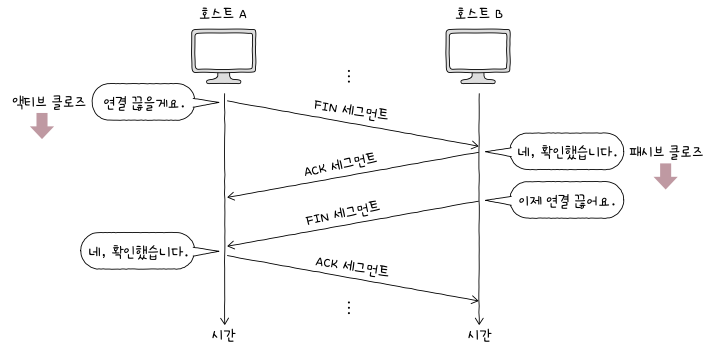 호스트 A
호스트 B
액티브 클로즈
연결 끊을게요.
FIN 세그먼트
네, 확인했습니다.
패시브 클로즈
ACK 세그먼트
이제 연결 끊어요.
FIN 세그먼트
네, 확인했습니다.
ACK 세그먼트
시간
시간